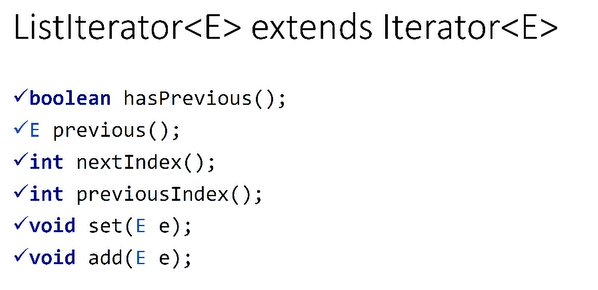 ListIterator<E> extends Iterator<E>
✓boolean hasPrevious();
✓E previous();
✓int nextIndex();
✓int previousIndex();
✓void set(E e);
✓void add(E e);